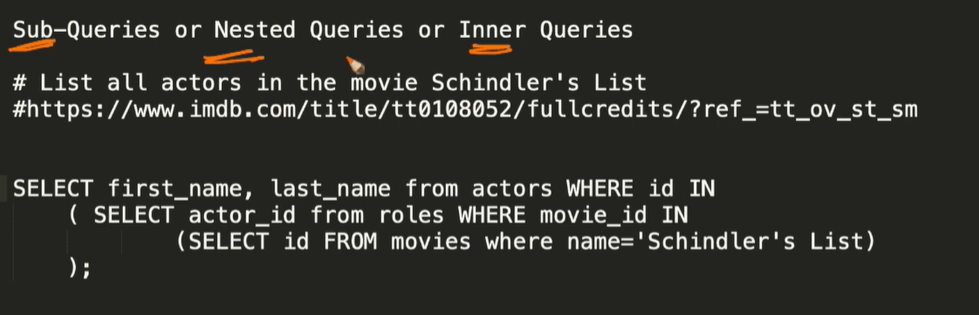 Sub-Queries or Nested Queries or Inner Queries
# List all actors in the movie Schindler's List
#https://www.imdb.com/title/tt0108052/fullcredits/?ref_=tt_ov_st_sm
SELECT first_name, last_name from actors WHERE id IN
( SELECT actor_id from roles WHERE movie_id IN
(SELECT id FROM movies where name='Schindler's List)
);